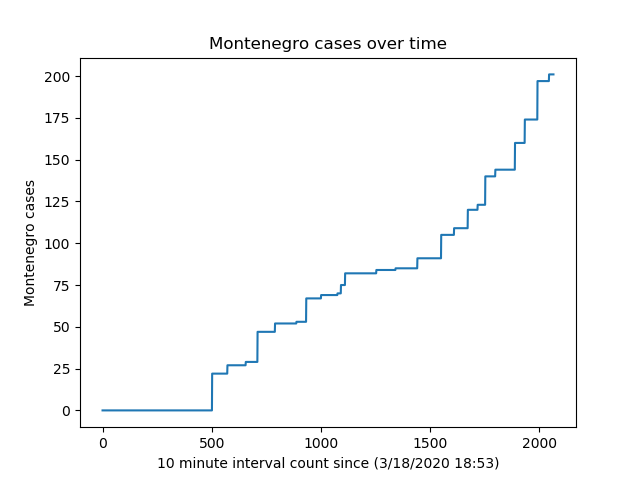 Montenegro cases over time
200
175
150
125
100
75
50
25
0
Montenegro cases
0 500 1000 1500 2000
10 minute interval count since (3/18/2020 18:53)